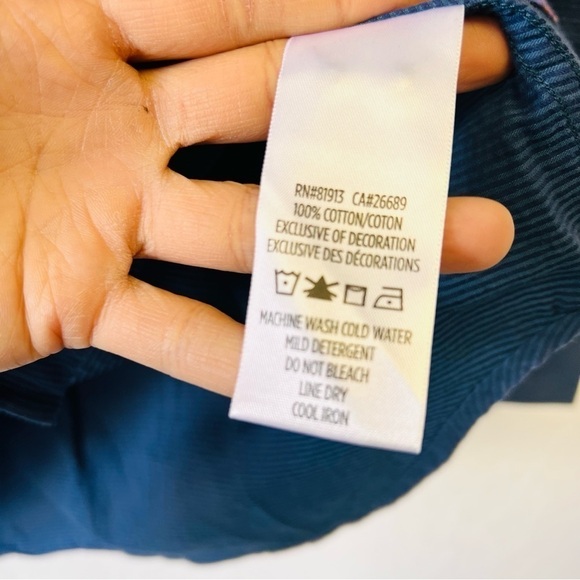 RN#81913 CA#26689
100% COTTON/COTON
EXCLUSIVE OF DECORATION
EXCLUSIVE DES DÉCORATIONS
MACHINE WASH COLD WATER
MILD DETERGENT
DO NOT BLEACH
LINE DRY
COOL IRON